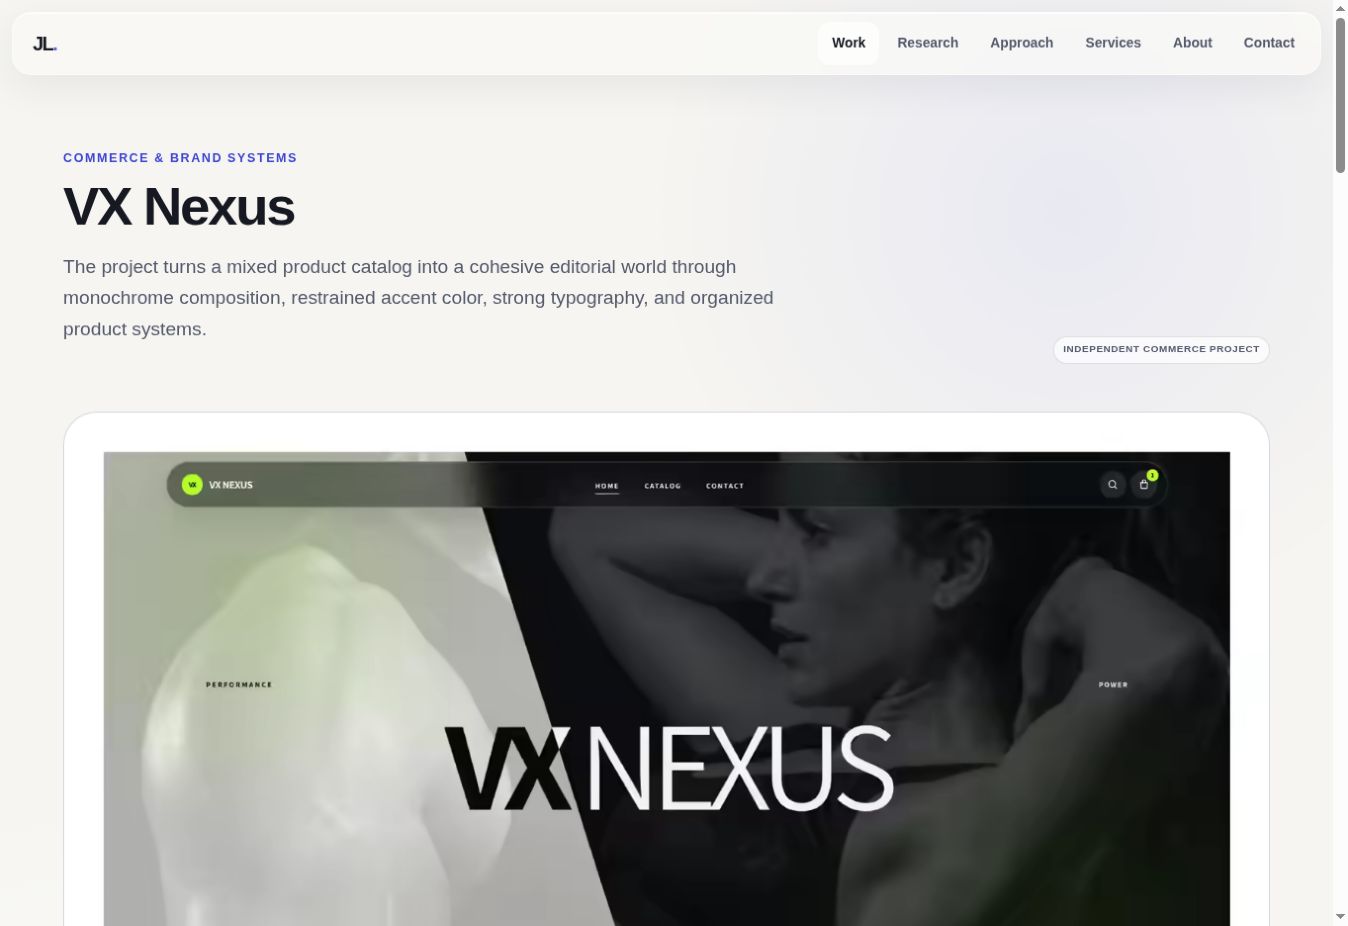 JL.
Work
Research
Approach
Services
About
Contact
COMMERCE & BRAND SYSTEMS
VX Nexus
The project turns a mixed product catalog into a cohesive editorial world through
monochrome composition, restrained accent color, strong typography, and organized
product systems.
INDEPENDENT COMMERCE PROJECT
VX
VX NEXUS
HOME
CATALOG
CONTACT
PERFORMANCE
POWER
VX NEXUS